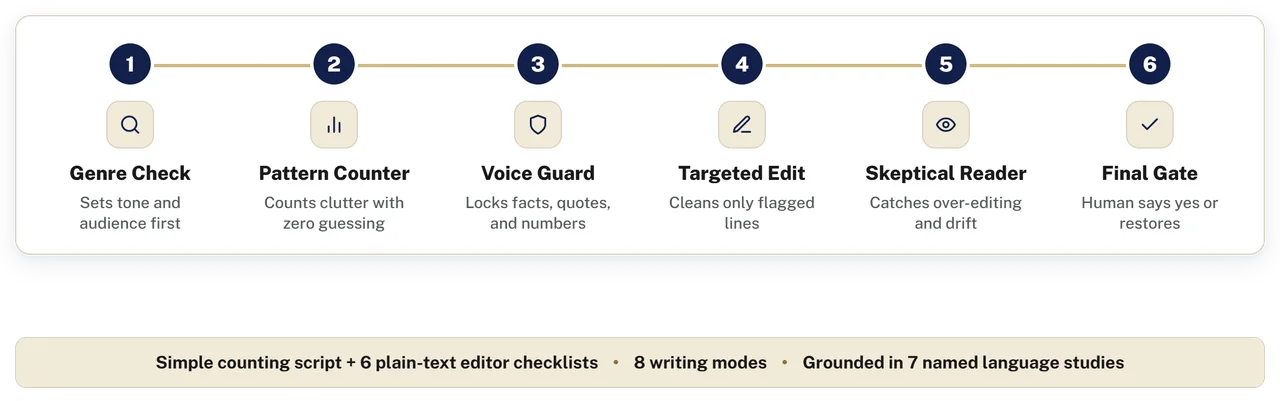 1
2
3
4
5
6
Genre Check
Sets tone and
audience first
Pattern Counter
Counts clutter with
zero guessing
Voice Guard
Locks facts, quotes,
and numbers
Targeted Edit
Cleans only flagged
lines
Skeptical Reader
Catches over-editing
and drift
Final Gate
Human says yes or
restores
Simple counting script + 6 plain-text editor checklists • 8 writing modes • Grounded in 7 named language studies